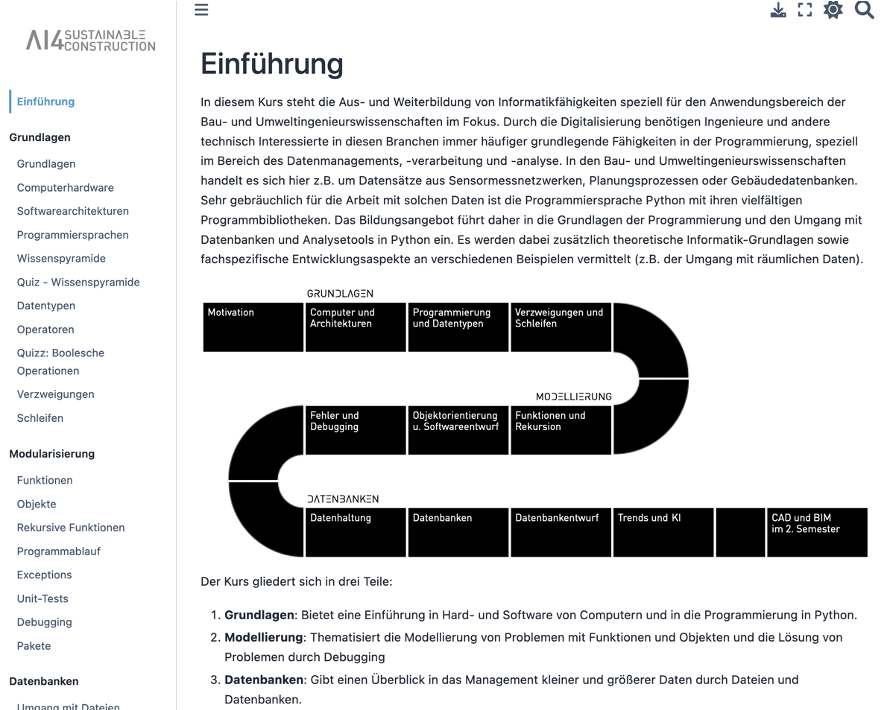 AI4 SUSTAINABLE
CONSTRUCTION
Einführung
Grundlagen
Grundlagen
Computerhardware
Softwarearchitekturen
Programmiersprachen
Wissenspyramide
Quiz - Wissenspyramide
Datentypen
Operatoren
Quizz: Boolesche
Operationen
Verzweigungen
Schleifen
Modularisierung
Funktionen
Objekte
Rekursive Funktionen
Programmablauf
Exceptions
Unit-Tests
Debugging
Pakete
Datenbanken
Umgang mit Dateien
Einführung
In diesem Kurs steht die Aus- und Weiterbildung von Informatikfähigkeiten speziell für den Anwendungsbereich der
Bau- und Umweltingenieurswissenschaften im Fokus. Durch die Digitalisierung benötigen Ingenieure und andere
technisch Interessierte in diesen Branchen immer häufiger grundlegende Fähigkeiten in der Programmierung, speziell
im Bereich des Datenmanagements, -verarbeitung und -analyse. In den Bau- und Umweltingenieurswissenschaften
handelt es sich hier z.B. um Datensätze aus Sensormessnetzwerken, Planungsprozessen oder Gebäudedatenbanken.
Sehr gebräuchlich für die Arbeit mit solchen Daten ist die Programmiersprache Python mit ihren vielfältigen
Programmbibliotheken. Das Bildungsangebot führt daher in die Grundlagen der Programmierung und den Umgang mit
Datenbanken und Analysetools in Python ein. Es werden dabei zusätzlich theoretische Informatik-Grundlagen sowie
fachspezifische Entwicklungsaspekte an verschiedenen Beispielen vermittelt (z.B. der Umgang mit räumlichen Daten).
GRUNDLAGEN
Motivation
Computer und
Architekturen
Programmierung
und Datentypen
Verzweigungen und
Schleifen
MODELLIERUNG
Fehler und
Debugging
Objektorientierung
u. Softwareentwurf
Funktionen und
Rekursion
DATENBANKEN
Datenhaltung
Datenbanken
Datenbankentwurf
Trends und KI
CAD und BIM
im 2. Semester
Der Kurs gliedert sich in drei Teile:
1. Grundlagen: Bietet eine Einführung in Hard- und Software von Computern und in die Programmierung in Python.
2. Modellierung: Thematisiert die Modellierung von Problemen mit Funktionen und Objekten und die Lösung von
Problemen durch Debugging
3. Datenbanken: Gibt einen Überblick in das Management kleiner und größerer Daten durch Dateien und
Datenbanken.